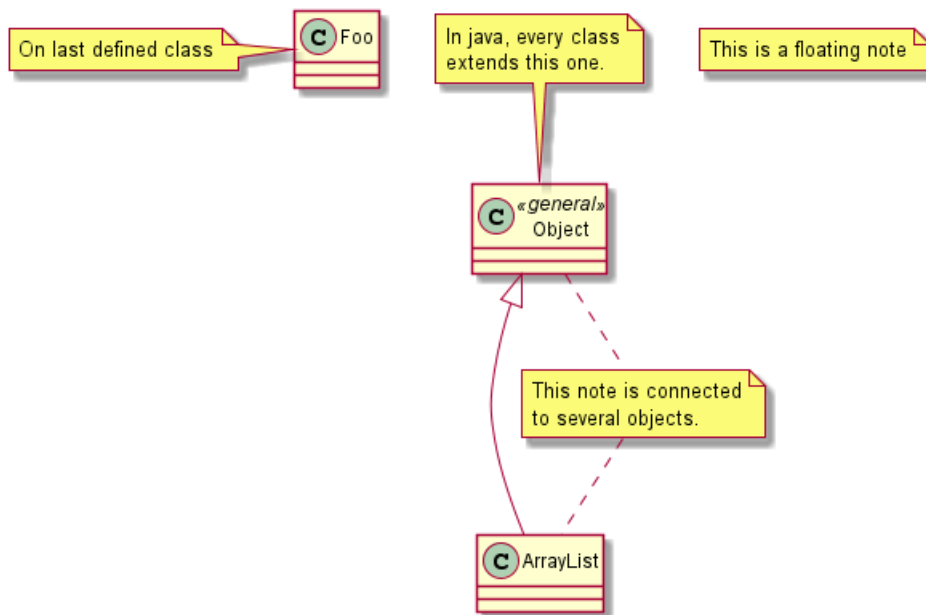 On last defined class
C Foo
In java, every class
extends this one.
This is a floating note
C «general»
Object
This note is connected
to several objects.
C ArrayList